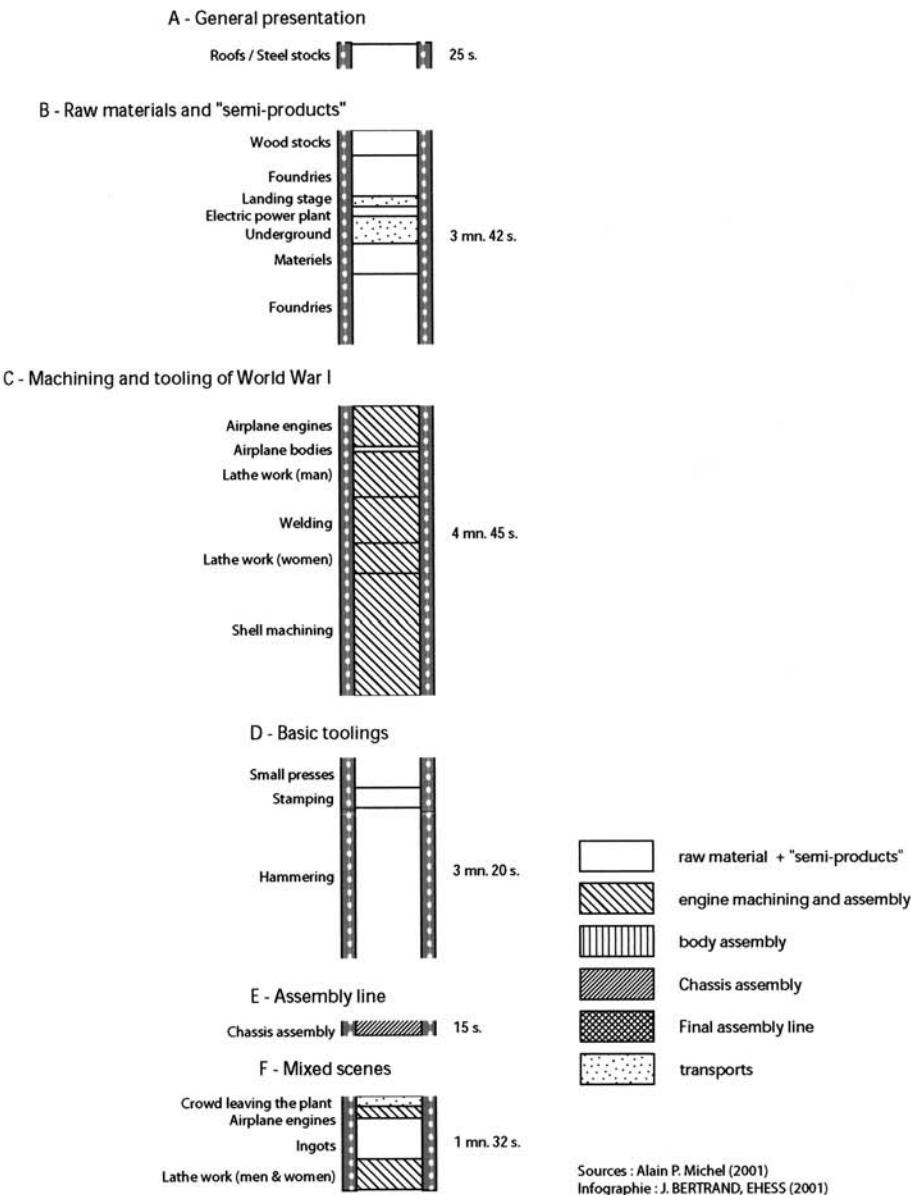 A - General presentation
Roofs / Steel stocks
25 s.
B - Raw materials and "semi-products"
Wood stocks
Foundries
Landing stage
Electric power plant
Underground
3 mn. 42 s.
Materiels
Foundries
C - Machining and tooling of World War I
Airplane engines
Airplane bodies
Lathe work (man)
Welding
4 mn. 45 s.
Lathe work (women)
Shell machining
D - Basic toolings
Small presses
Stamping
Hammering
3 mn. 20 s.
E - Assembly line
Chassis assembly
15 s.
F - Mixed scenes
Crowd leaving the plant
Airplane engines
Ingots
1 mn. 32 s.
Lathe work (men & women)
raw material + "semi-products"
engine machining and assembly
body assembly
Chassis assembly
Final assembly line
transports
Sources : Alain P. Michel (2001)
Infographie : J. BERTRAND, EHESS (2001)